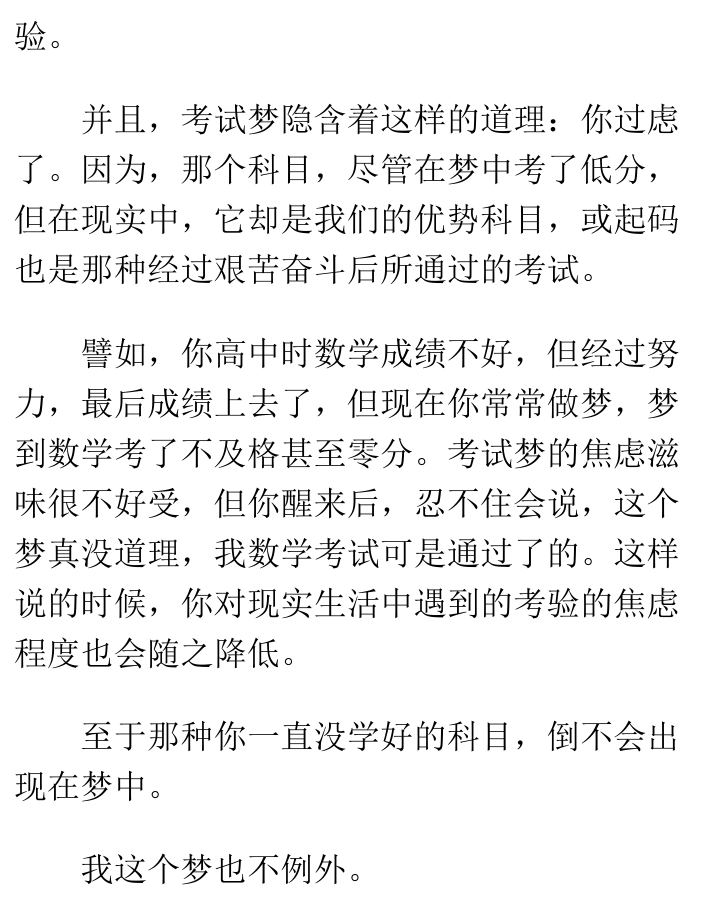 验。
并且，考试梦隐含着这样的道理：你过虑
了。因为，那个科目，尽管在梦中考了低分，
但在现实中，它却是我们的优势科目，或起码
也是那种经过艰苦奋斗后所通过的考试。
譬如，你高中时数学成绩不好，但经过努
力，最后成绩上去了，但现在你常常做梦，梦
到数学考了不及格甚至零分。考试梦的焦虑滋
味很不好受，但你醒来后，忍不住会说，这个
梦真没道理，我数学考试可是通过了的。这样
说的时候，你对现实生活中遇到的考验的焦虑
程度也会随之降低。
至于那种你一直没学好的科目，倒不会出
现在梦中。
我这个梦也不例外。